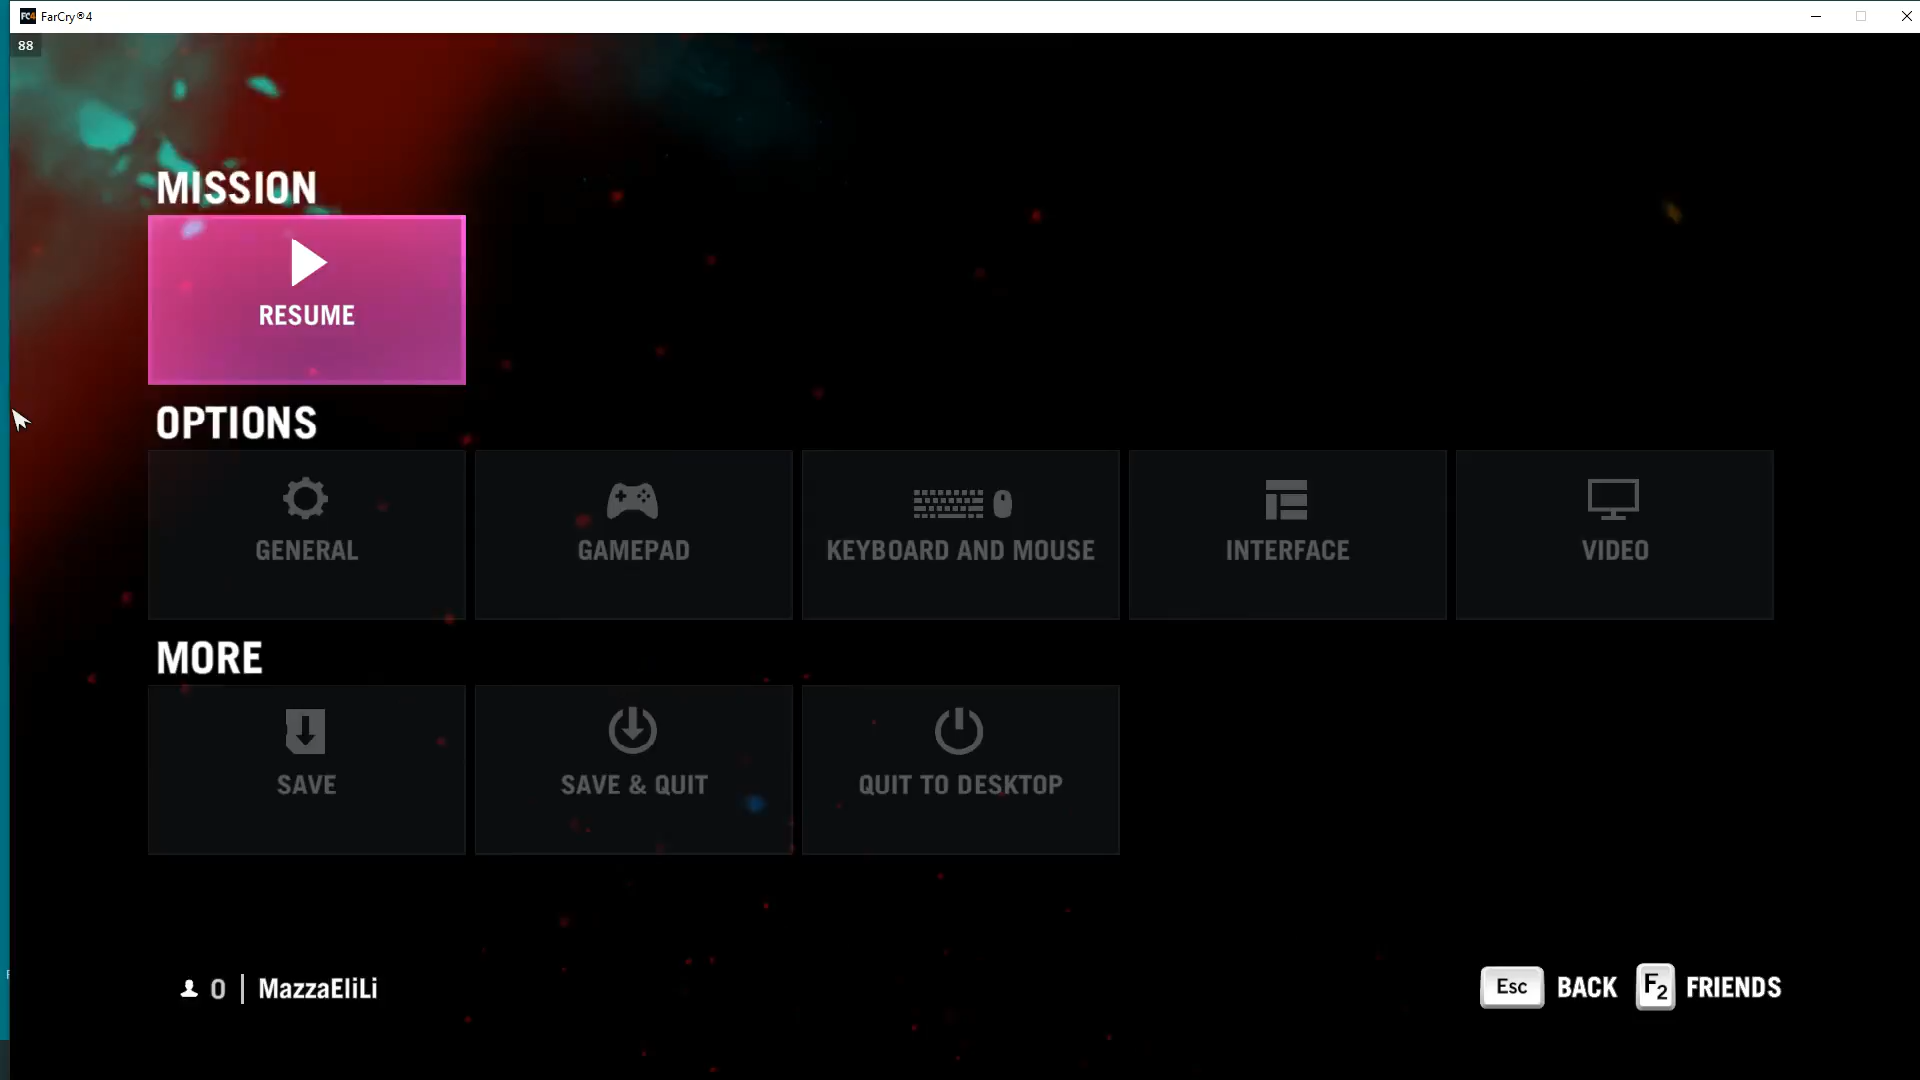 FarCry®4
88
MISSION
RESUME
OPTIONS
GENERAL
GAMEPAD
KEYBOARD AND MOUSE
INTERFACE
VIDEO
MORE
SAVE
SAVE & QUIT
QUIT TO DESKTOP
0 | MazzaEliLi
Esc BACK F2 FRIENDS